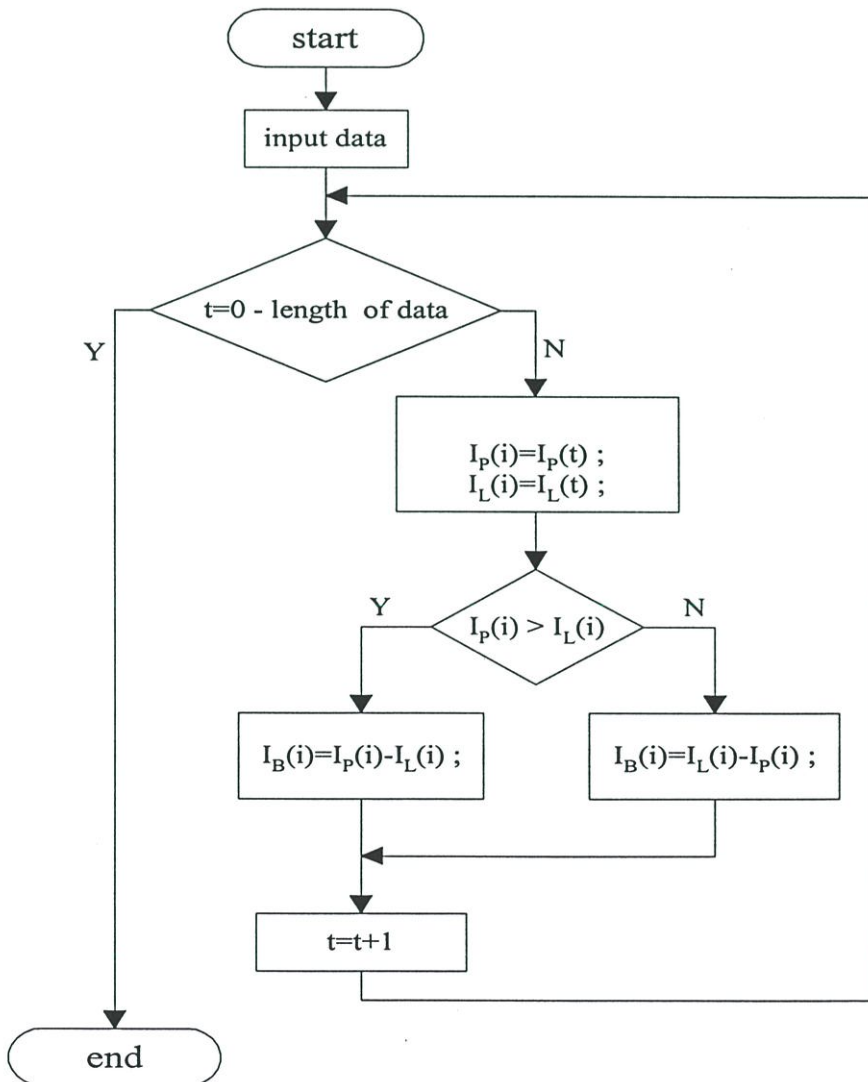 start
input data
t=0 - length of data
Y
N
I_P(i)=I_P(t) ;
I_L(i)=I_L(t) ;
Y
N
I_P(i) > I_L(i)
I_B(i)=I_P(i)-I_L(i) ;
I_B(i)=I_L(i)-I_P(i) ;
t=t+1
end